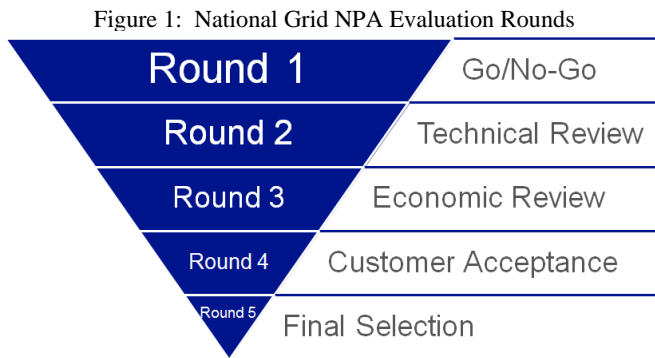 Figure 1: National Grid NPA Evaluation Rounds
Round 1 Go/No-Go
Round 2 Technical Review
Round 3 Economic Review
Round 4 Customer Acceptance
Round 5 Final Selection